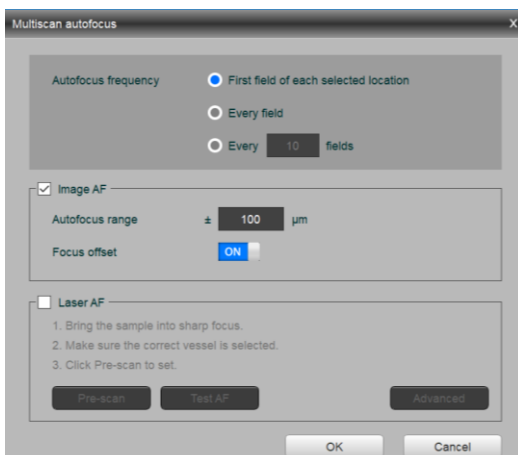 Multiscan autofocus X
Autofocus frequency First field of each selected location
Every field
Every 10 fields
Image AF
Autofocus range ± 100 µm
Focus offset ON
Laser AF
1. Bring the sample into sharp focus.
2. Make sure the correct vessel is selected.
3. Click Pre-scan to set.
Pre-scan Test AF Advanced
OK Cancel